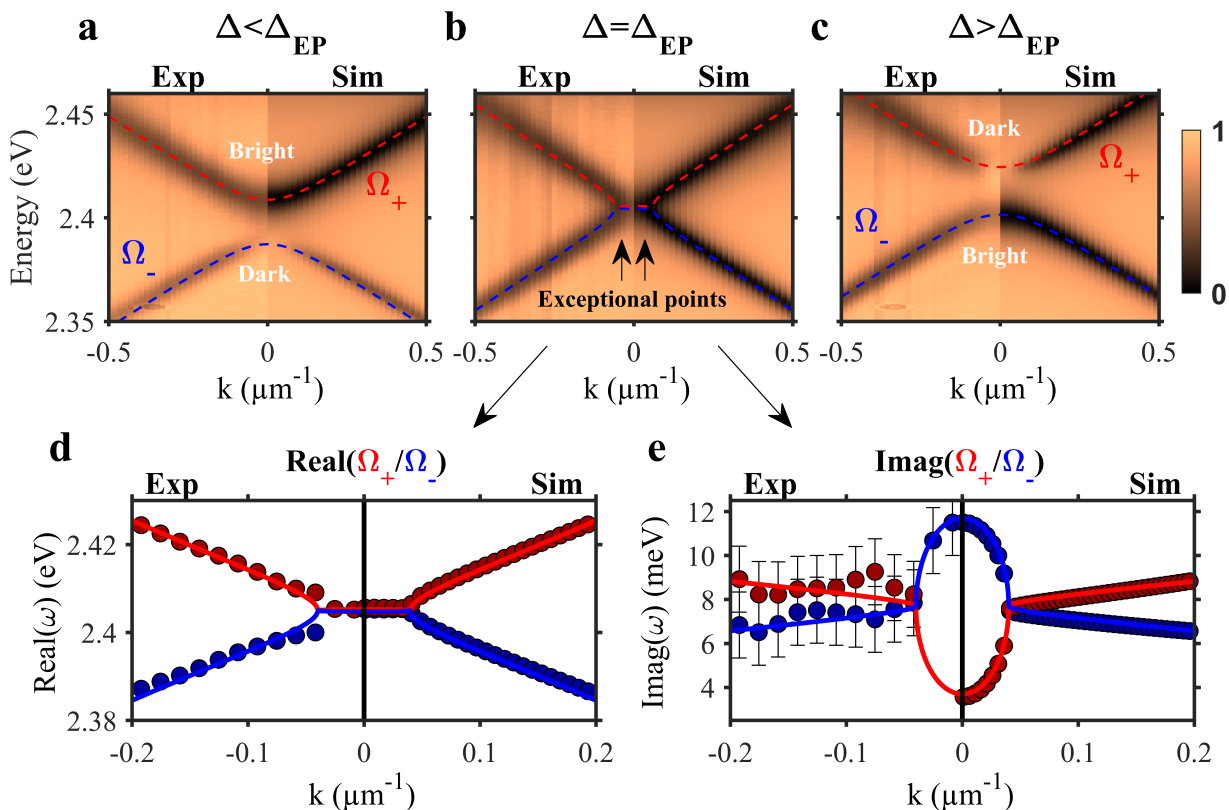 a Δ<Δ_EP
b Δ=Δ_EP
c Δ>Δ_EP
Exp Sim
Exp Sim
Exp Sim
Energy (eV)
2.45
2.4
2.35
Bright
Ω₊
Ω₋
Dark
Exceptional points
Dark
Ω₊
Ω₋
Bright
1
0
-0.5 0 0.5
-0.5 0 0.5
-0.5 0 0.5
k (µm⁻¹)
k (µm⁻¹)
k (µm⁻¹)
d Real(Ω₊/Ω₋)
Exp Sim
Real(ω) (eV)
2.42
2.4
2.38
-0.2 -0.1 0 0.1 0.2
k (µm⁻¹)
e Imag(Ω₊/Ω₋)
Exp Sim
Imag(ω) (meV)
12
10
8
6
4
-0.2 -0.1 0 0.1 0.2
k (µm⁻¹)